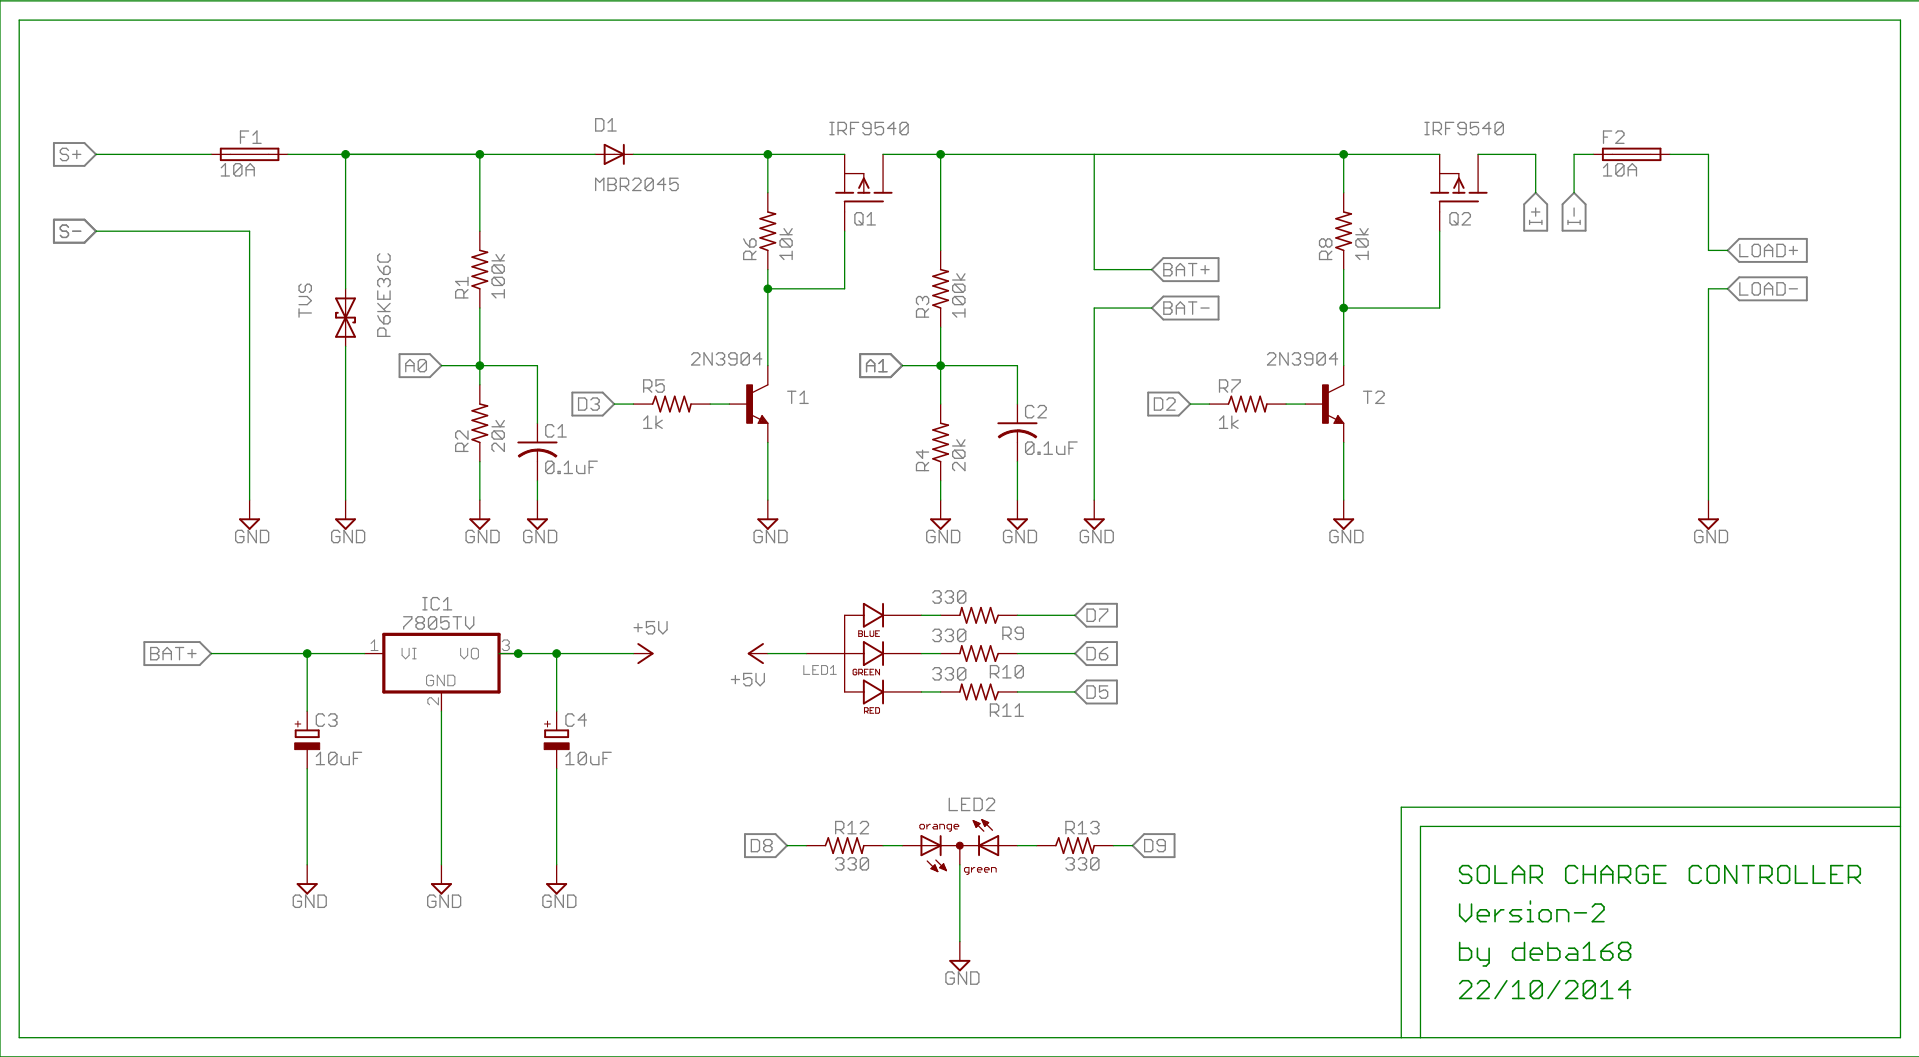 S+
F1
10A
D1
MBR2045
IRF9540
IRF9540
F2
10A
S-
R6
10k
Q1
R8
10k
Q2
I+
I-
LOAD+
LOAD-
TVS
P6KE36C
R1
100k
R3
100k
BAT+
BAT-
A0
2N3904
A1
2N3904
D3
R5
1k
T1
D2
R7
1k
T2
R2
20k
C1
0.1uF
R4
20k
C2
0.1uF
GND
GND
GND
GND
GND
GND
GND
GND
GND
GND
IC1
7805TV
BAT+
1
VI
VO
3
GND
2
+5V
C3
+
10uF
C4
+
10uF
GND
GND
GND
+5V
LED1
BLUE
GREEN
RED
330
R9
D7
330
R10
D6
330
R11
D5
LED2
D8
R12
330
orange
green
R13
330
D9
GND
SOLAR CHARGE CONTROLLER
Version-2
by deba168
22/10/2014